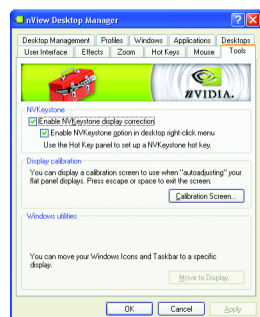 nView Desktop Manager
Desktop Management Profiles Windows Applications Desktops
User Interface Effects Zoom Hot Keys Mouse Tools
NVIDIA.
NVKeystone
Enable NVKeystone display correction
Enable NVKeystone option in desktop right-click menu
Use the Hot Key panel to set up a NVKeystone hot key.
Display calibration
You can display a calibration screen to use when "autoadjusting" your
flat panel displays. Press escape or space to exit the screen.
Calibration Screen...
Windows utilities
You can move your Windows Icons and Taskbar to a specific
display.
Move to Display...
OK Cancel Apply